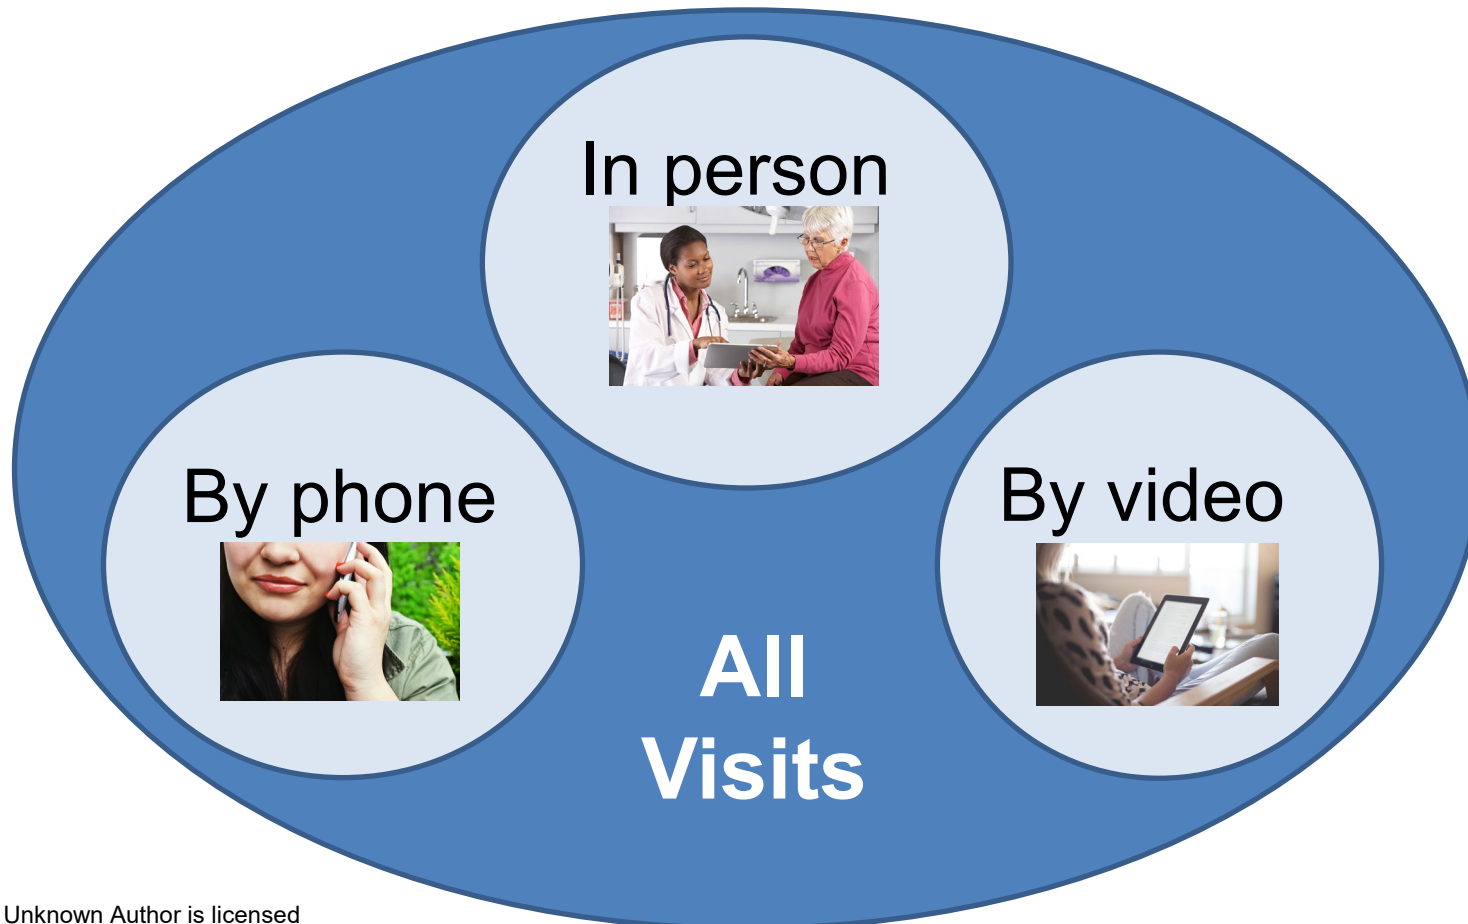 In person
By phone
By video
All
Visits
Unknown Author is licensed